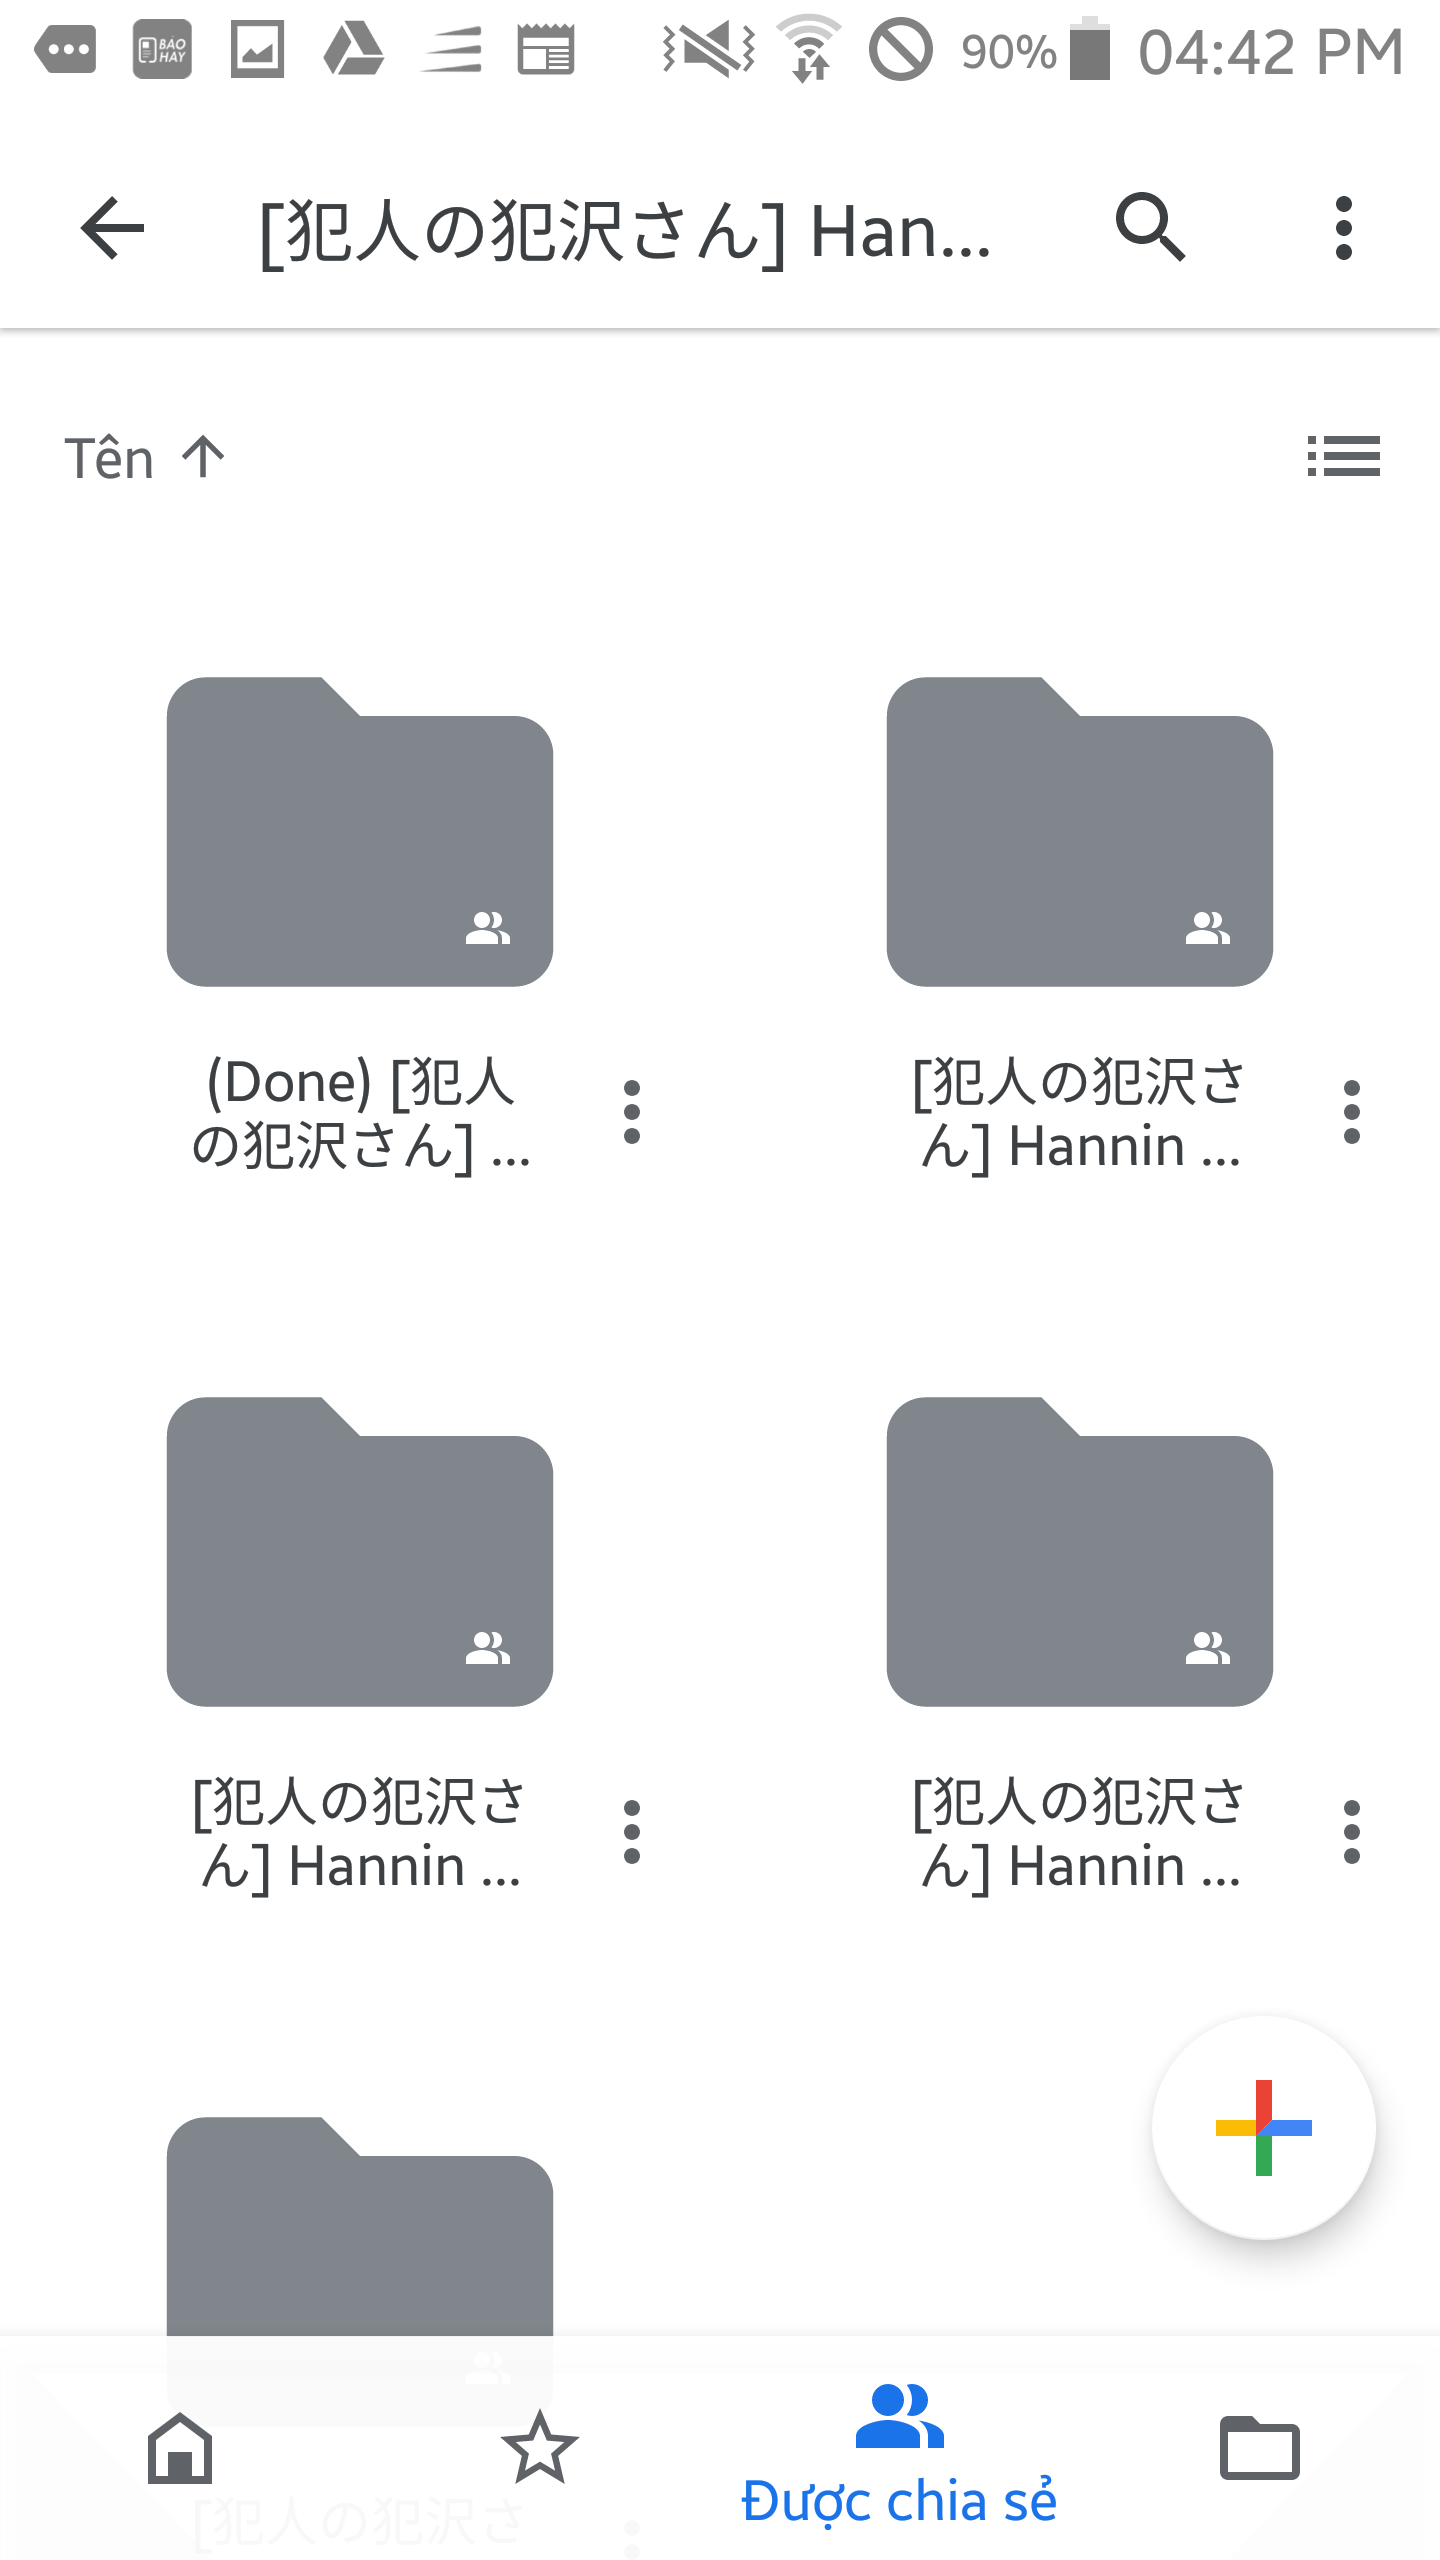 BÁO
HAY
90%
04:42 PM
[犯人の犯沢さん] Han...
Tên
(Done) [犯人
の犯沢さん] ...
[犯人の犯沢さ
ん] Hannin ...
[犯人の犯沢さ
ん] Hannin ...
[犯人の犯沢さ
ん] Hannin ...
Được chia sẻ
[犯人の犯沢さ